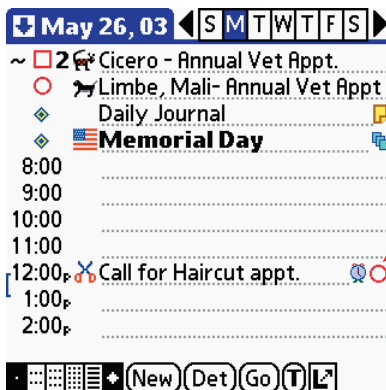 May 26, 03 S M T W T F S
~ 2 Cicero - Annual Vet Appt.
Limbe, Mali- Annual Vet Appt
Daily Journal
Memorial Day
8:00
9:00
10:00
11:00
12:00P Call for Haircut appt.
1:00P
2:00P
New Det Go T